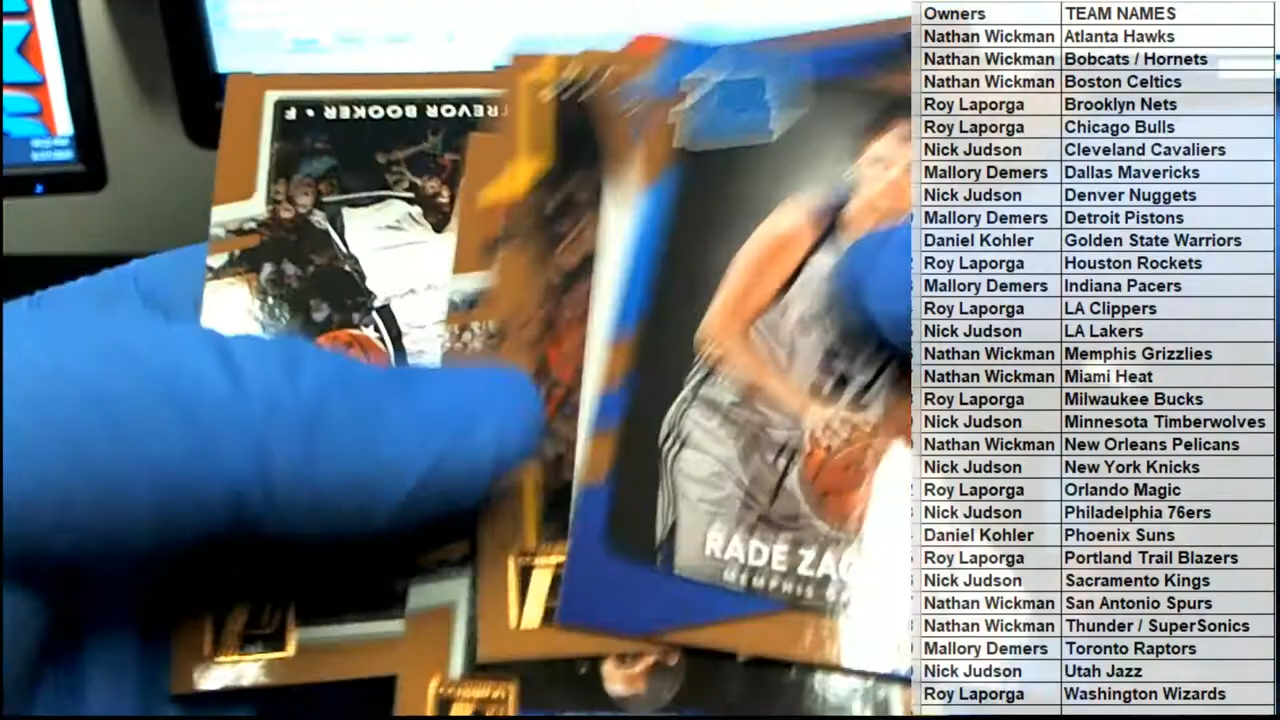 TREVOR BOOKER • F
RADE ZAG
MEMPHIS G
Owners TEAM NAMES
Nathan Wickman Atlanta Hawks
Nathan Wickman Bobcats / Hornets
Nathan Wickman Boston Celtics
Roy Laporga Brooklyn Nets
Roy Laporga Chicago Bulls
Nick Judson Cleveland Cavaliers
Mallory Demers Dallas Mavericks
Nick Judson Denver Nuggets
Mallory Demers Detroit Pistons
Daniel Kohler Golden State Warriors
Roy Laporga Houston Rockets
Mallory Demers Indiana Pacers
Roy Laporga LA Clippers
Nick Judson LA Lakers
Nathan Wickman Memphis Grizzlies
Nathan Wickman Miami Heat
Roy Laporga Milwaukee Bucks
Nick Judson Minnesota Timberwolves
Nathan Wickman New Orleans Pelicans
Nick Judson New York Knicks
Roy Laporga Orlando Magic
Nick Judson Philadelphia 76ers
Daniel Kohler Phoenix Suns
Roy Laporga Portland Trail Blazers
Nick Judson Sacramento Kings
Nathan Wickman San Antonio Spurs
Nathan Wickman Thunder / SuperSonics
Mallory Demers Toronto Raptors
Nick Judson Utah Jazz
Roy Laporga Washington Wizards